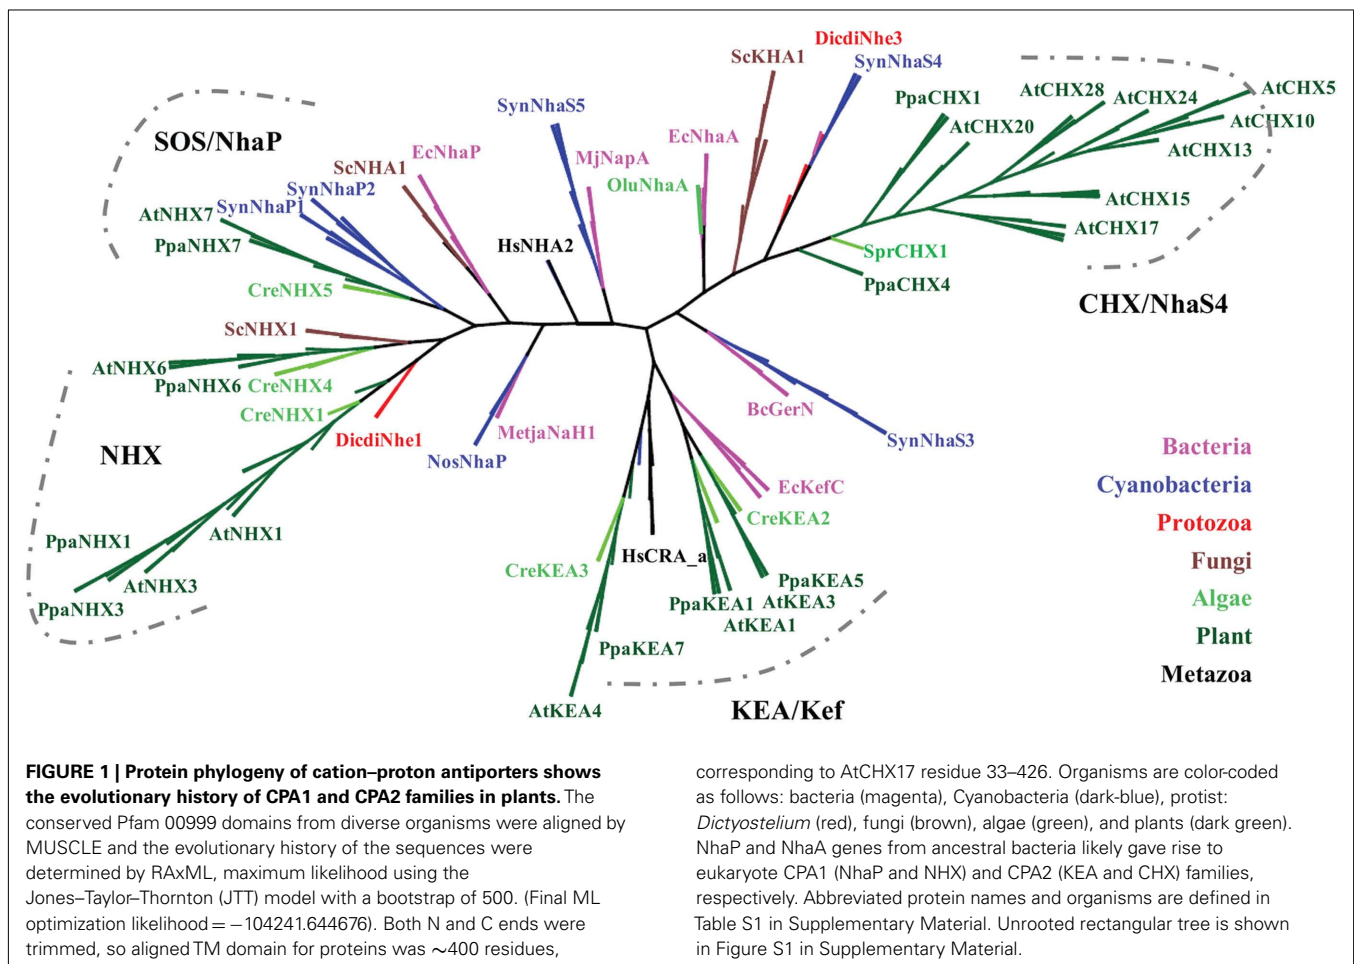 DicdiNhe3
ScKHA1
SynNhaS4
SynNhaS5
PpaCHX1
AtCHX28
AtCHX24
AtCHX5
AtCHX20
AtCHX10
AtCHX13
SOS/NhaP
EcNhaP
MjNapA
EcNhaA
OluNhaA
ScNHA1
SynNhaP2
SynNhaP1
AtNHX7
PpaNHX7
HsNHA2
AtCHX15
AtCHX17
SprCHX1
PpaCHX4
CHX/NhaS4
CreNHX5
ScNHX1
AtNHX6
PpaNHX6
CreNHX4
CreNHX1
DicdiNhe1
NHX
MetjaNaH1
NosNhaP
BcGerN
SynNhaS3
EcKefC
CreKEA2
AtNHX1
PpaNHX1
AtNHX3
PpaNHX3
HsCRA_a
CreKEA3
PpaKEA5
PpaKEA1
AtKEA3
AtKEA1
PpaKEA7
AtKEA4
KEA/Kef
Bacteria
Cyanobacteria
Protozoa
Fungi
Algae
Plant
Metazoa
FIGURE 1 | Protein phylogeny of cation–proton antiporters shows
the evolutionary history of CPA1 and CPA2 families in plants. The
conserved Pfam 00999 domains from diverse organisms were aligned by
MUSCLE and the evolutionary history of the sequences were
determined by RAxML, maximum likelihood using the
Jones–Taylor–Thornton (JTT) model with a bootstrap of 500. (Final ML
optimization likelihood = −104241.644676). Both N and C ends were
trimmed, so aligned TM domain for proteins was ∼400 residues,
corresponding to AtCHX17 residue 33–426. Organisms are color-coded
as follows: bacteria (magenta), Cyanobacteria (dark-blue), protist:
Dictyostelium (red), fungi (brown), algae (green), and plants (dark green).
NhaP and NhaA genes from ancestral bacteria likely gave rise to
eukaryote CPA1 (NhaP and NHX) and CPA2 (KEA and CHX) families,
respectively. Abbreviated protein names and organisms are defined in
Table S1 in Supplementary Material. Unrooted rectangular tree is shown
in Figure S1 in Supplementary Material.